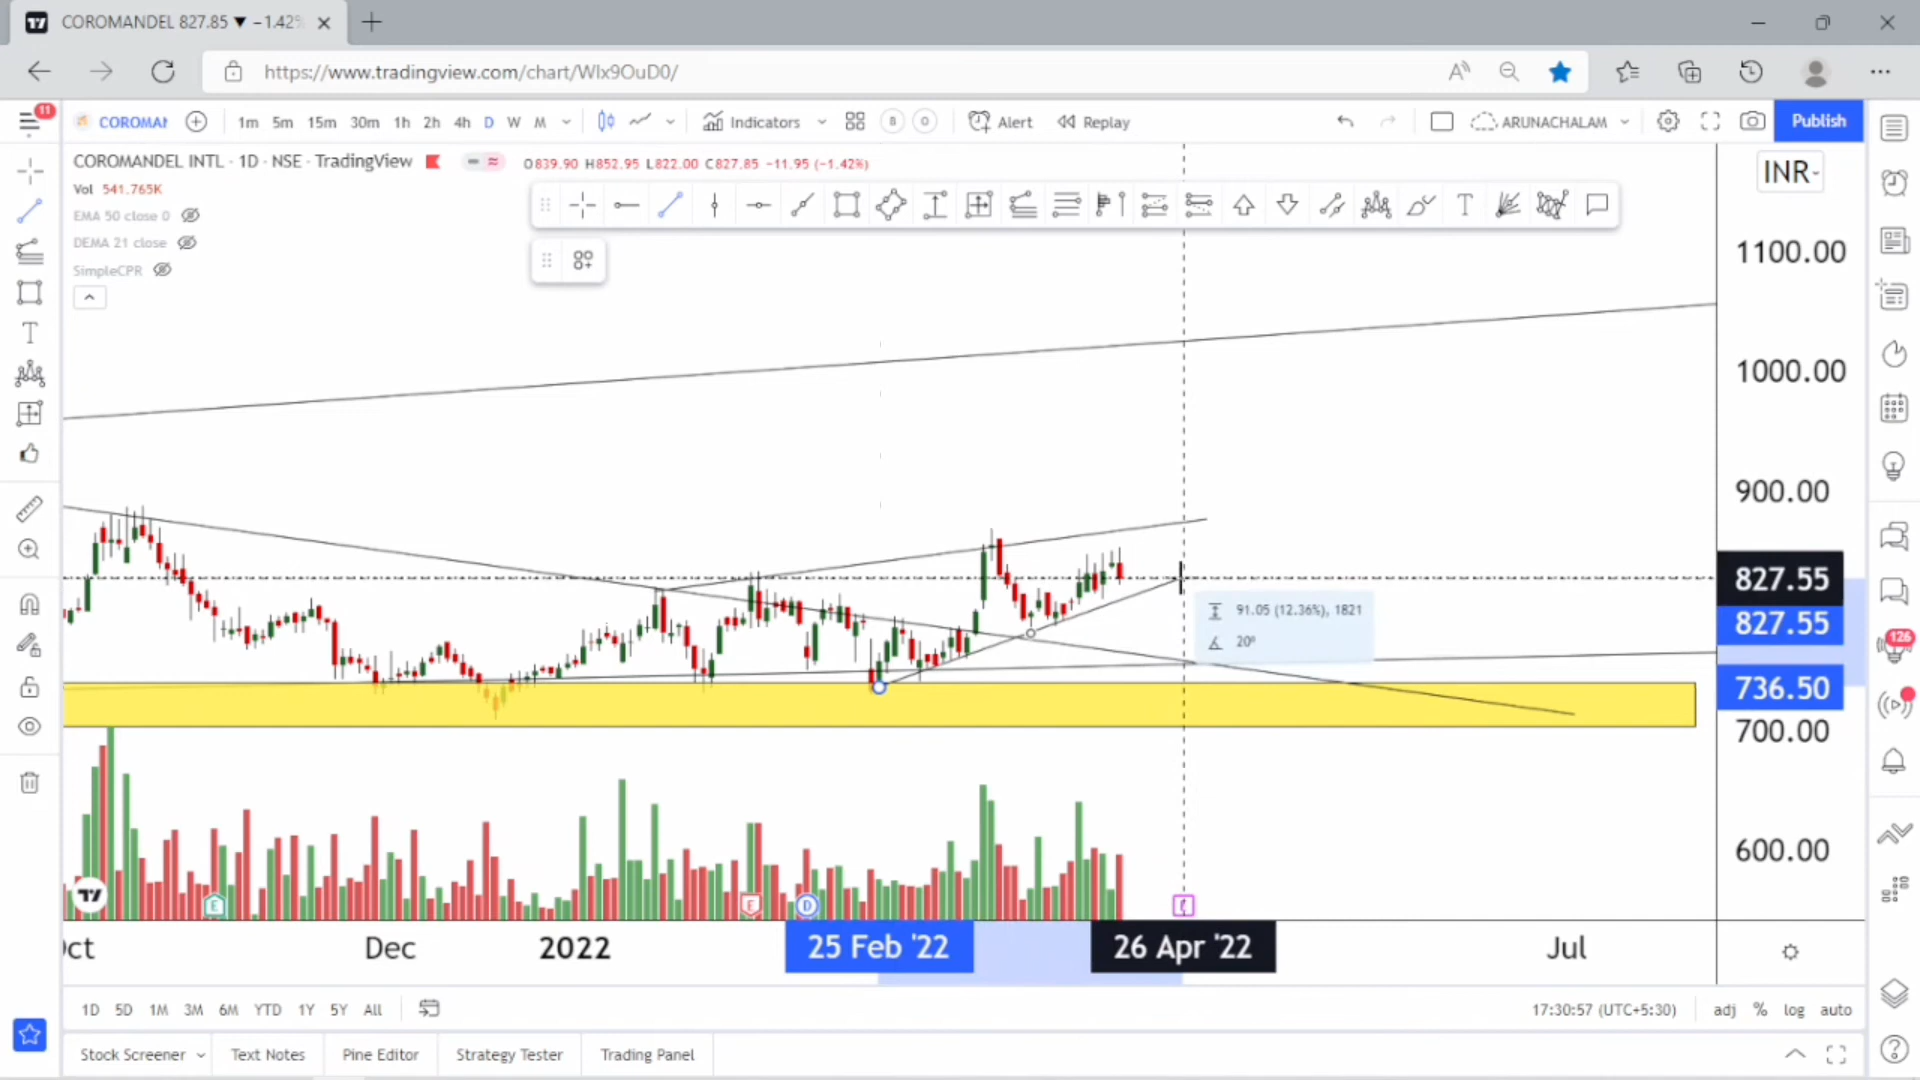 COROMANDEL 827.85 ▼ −1.42%
https://www.tradingview.com/chart/WIx9OuD0/
11
COROMAN
1m 5m 15m 30m 1h 2h 4h D W M
Indicators
Alert
Replay
ARUNACHALAM
Publish
COROMANDEL INTL · 1D · NSE · TradingView
O839.90 H852.95 L822.00 C827.85 −11.95 (−1.42%)
INR
Vol 541.765K
EMA 50 close 0
DEMA 21 close
SimpleCPR
1100.00
1000.00
900.00
827.55
827.55
736.50
700.00
600.00
91.05 (12.36%), 1821
20º
126
E
E
D
Oct
Dec
2022
25 Feb '22
26 Apr '22
Jul
1D 5D 1M 3M 6M YTD 1Y 5Y All
17:30:57 (UTC+5:30)
adj % log auto
Stock Screener
Text Notes
Pine Editor
Strategy Tester
Trading Panel